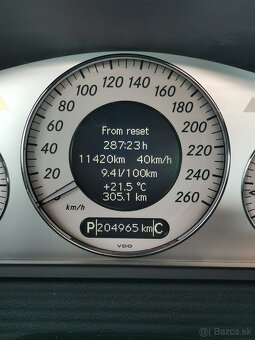 120 140
100 160
80 180
60 200
40 220
20 240
260
km/h
From reset
287:23 h
11420km 40km/h
9.4l/100km
+21.5 °C
305.1 km
P 204965 km C
VDO
Bazos.sk